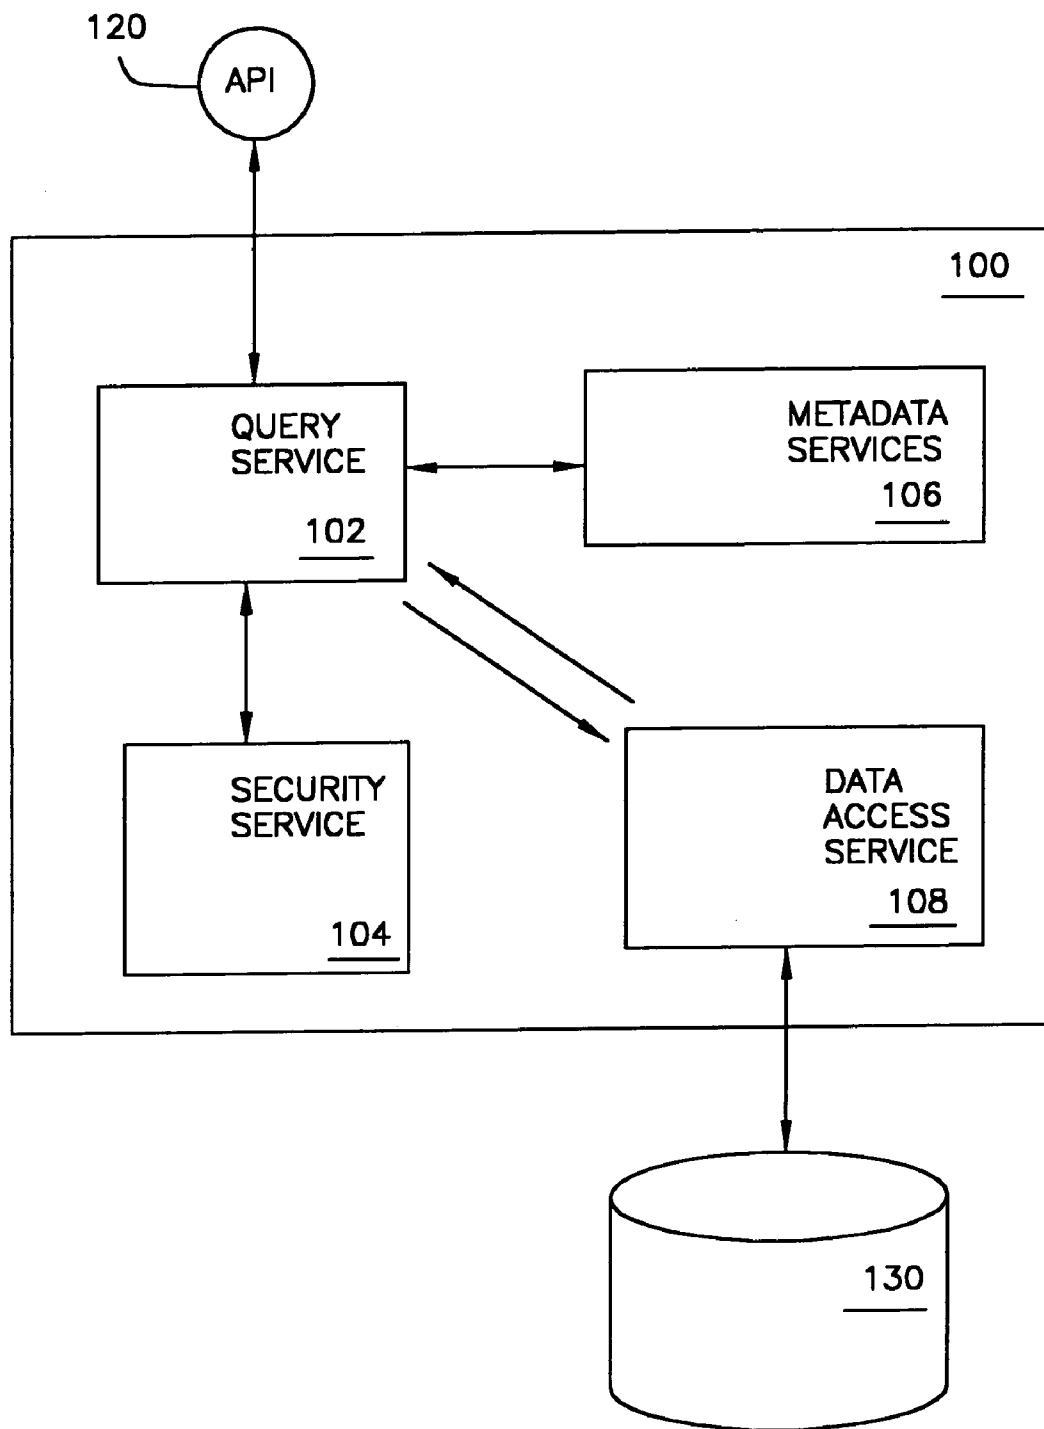 120
API
100
QUERY
SERVICE
102
METADATA
SERVICES
106
SECURITY
SERVICE
104
DATA
ACCESS
SERVICE
108
130